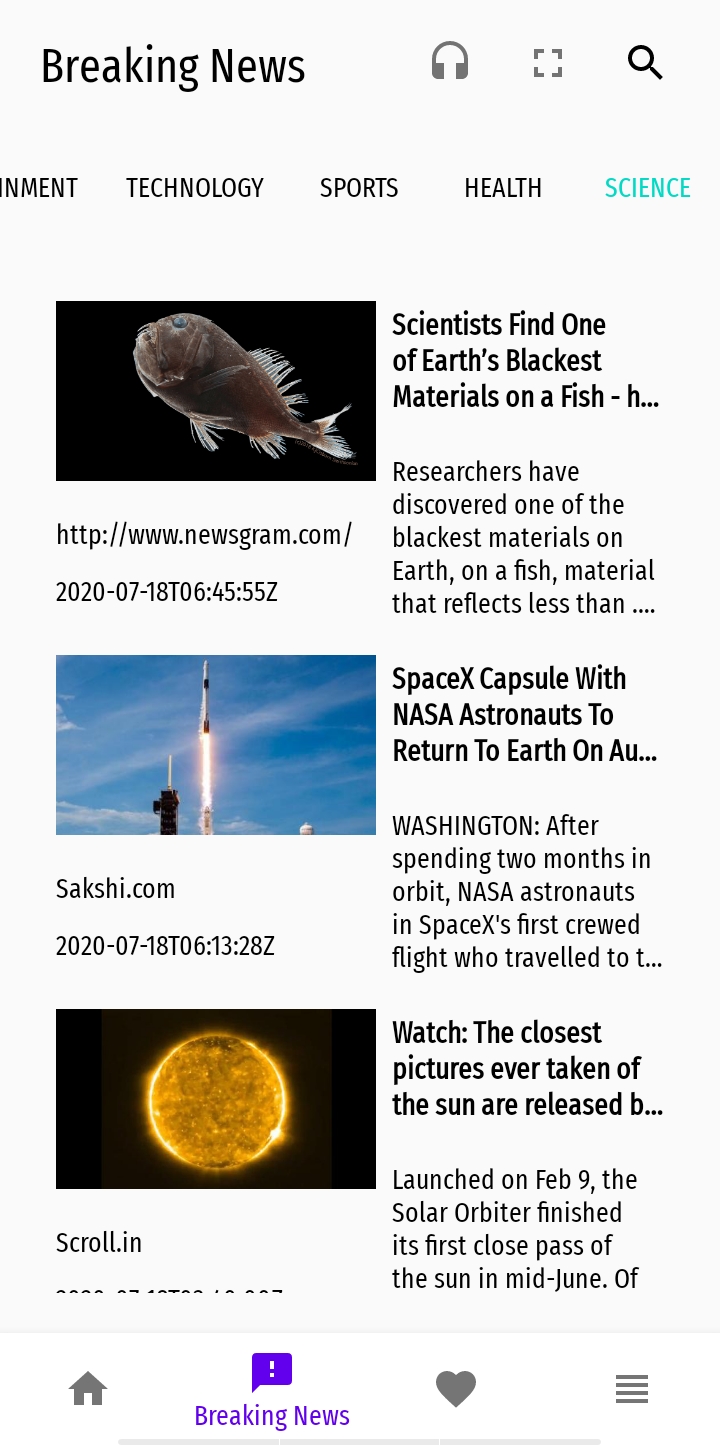 Breaking News
INMENT TECHNOLOGY SPORTS HEALTH SCIENCE
Scientists Find One
of Earth’s Blackest
Materials on a Fish - h...
Researchers have
discovered one of the
blackest materials on
Earth, on a fish, material
that reflects less than ....
http://www.newsgram.com/
2020-07-18T06:45:55Z
SpaceX Capsule With
NASA Astronauts To
Return To Earth On Au...
WASHINGTON: After
spending two months in
orbit, NASA astronauts
in SpaceX's first crewed
flight who travelled to t...
Sakshi.com
2020-07-18T06:13:28Z
Watch: The closest
pictures ever taken of
the sun are released b...
Launched on Feb 9, the
Solar Orbiter finished
its first close pass of
the sun in mid-June. Of
Scroll.in
Breaking News